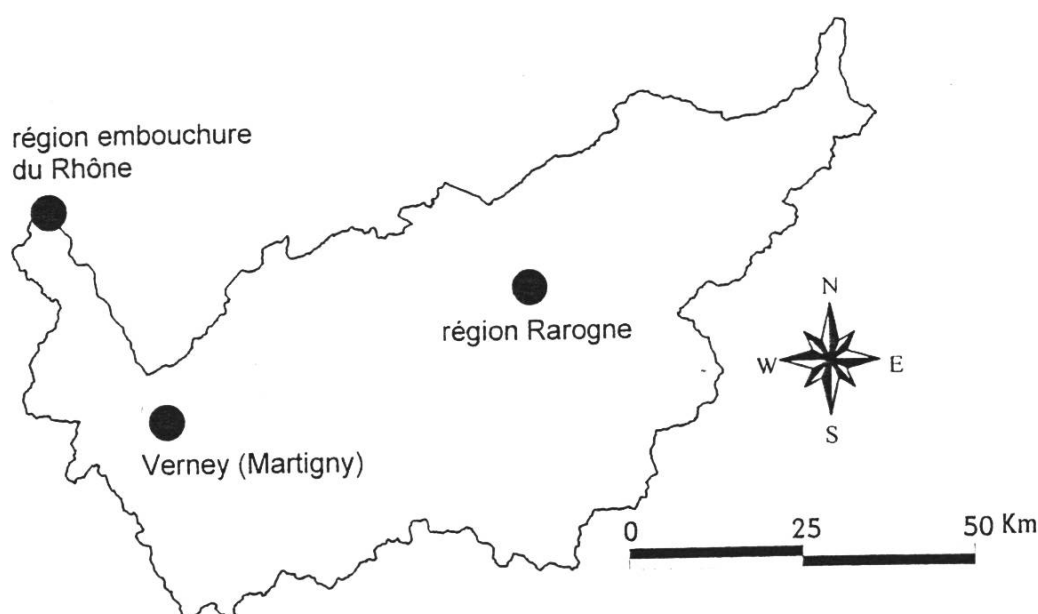 région embouchure
du Rhône
région Rarogne
Verney (Martigny)
N
W E
S
0 25 50 Km